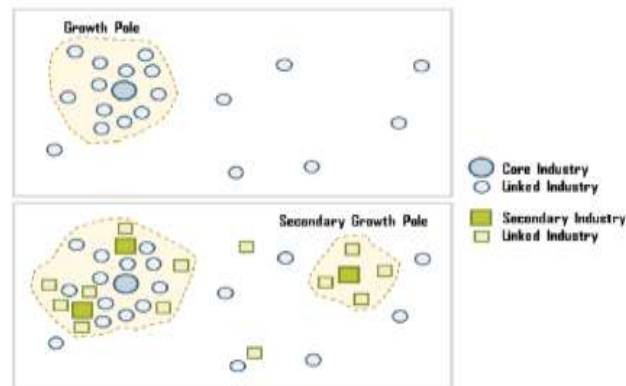 Growth Pole
Core Industry
Linked Industry
Secondary Growth Pole
Secondary Industry
Linked Industry